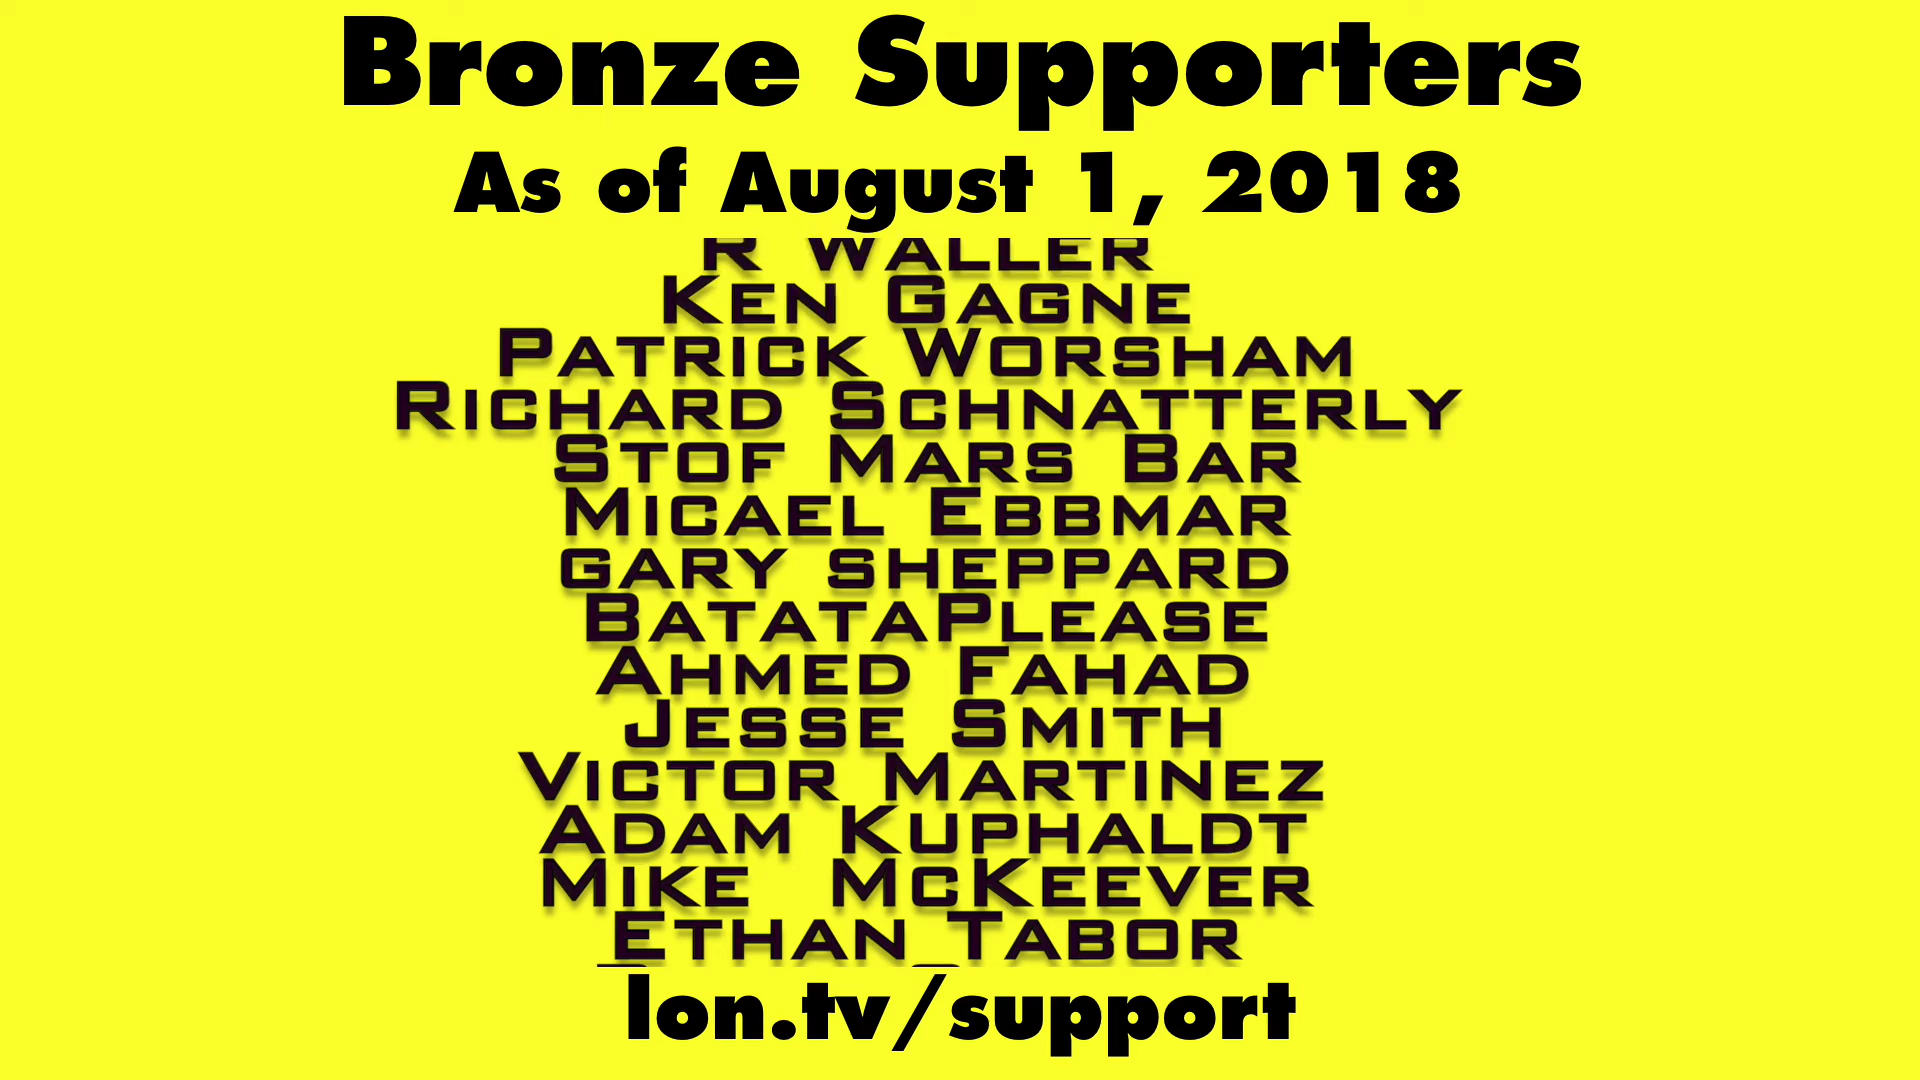 Bronze Supporters
As of August 1, 2018
R Waller
Ken Gagne
Patrick Worsham
Richard Schnatterly
Stof Mars Bar
Micael Ebbmar
gary sheppard
BatataPlease
Ahmed Fahad
Jesse Smith
Victor Martinez
Adam Kuphaldt
Mike McKeever
Ethan Tabor
lon.tv/support